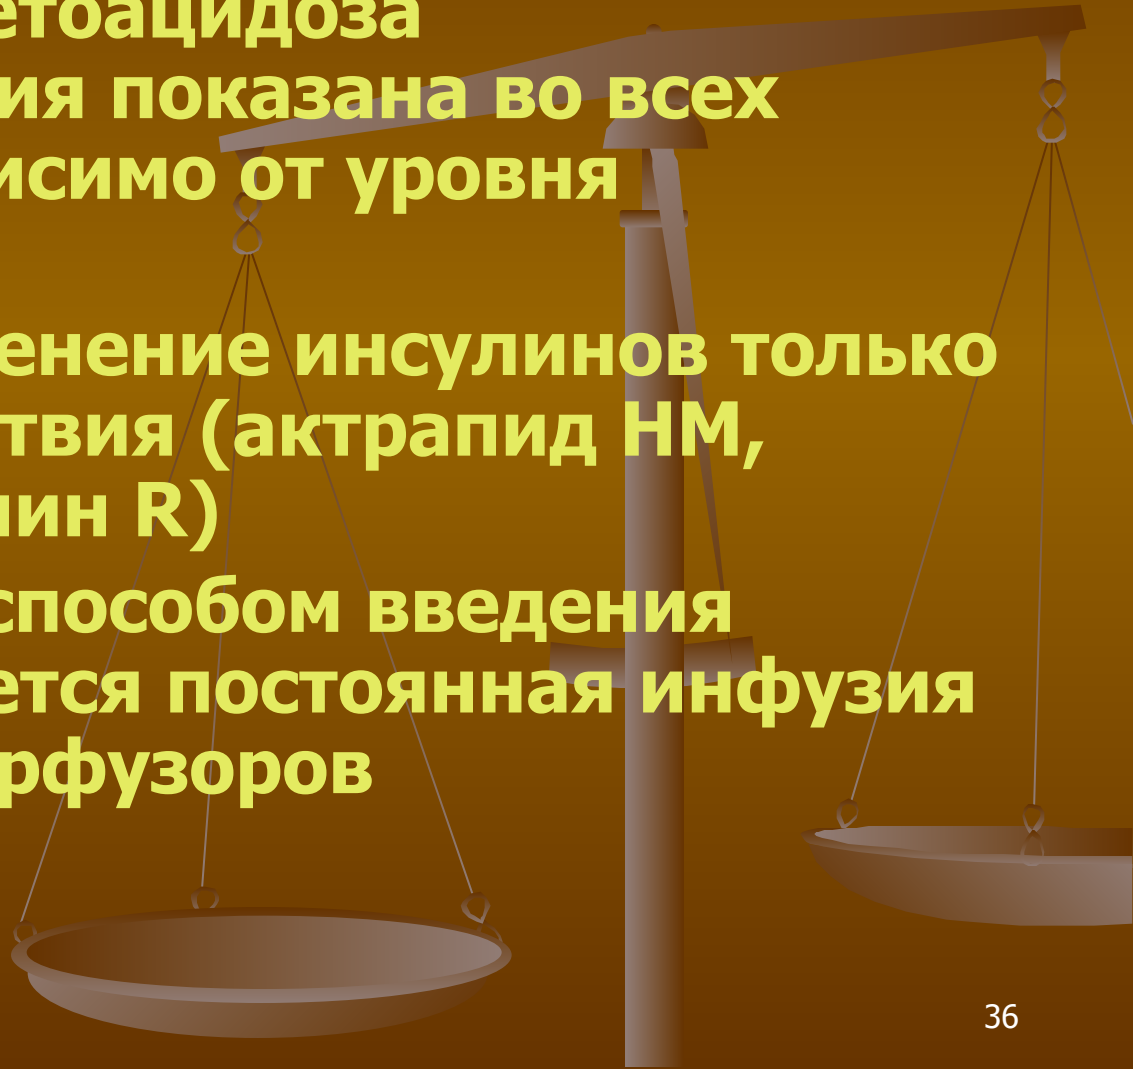 етоацидоза
ия показана во всех
исимо от уровня
енение инсулинов только
твия (актрапид НМ,
лин R)
способом введения
ется постоянная инфузия
рфузоров
36